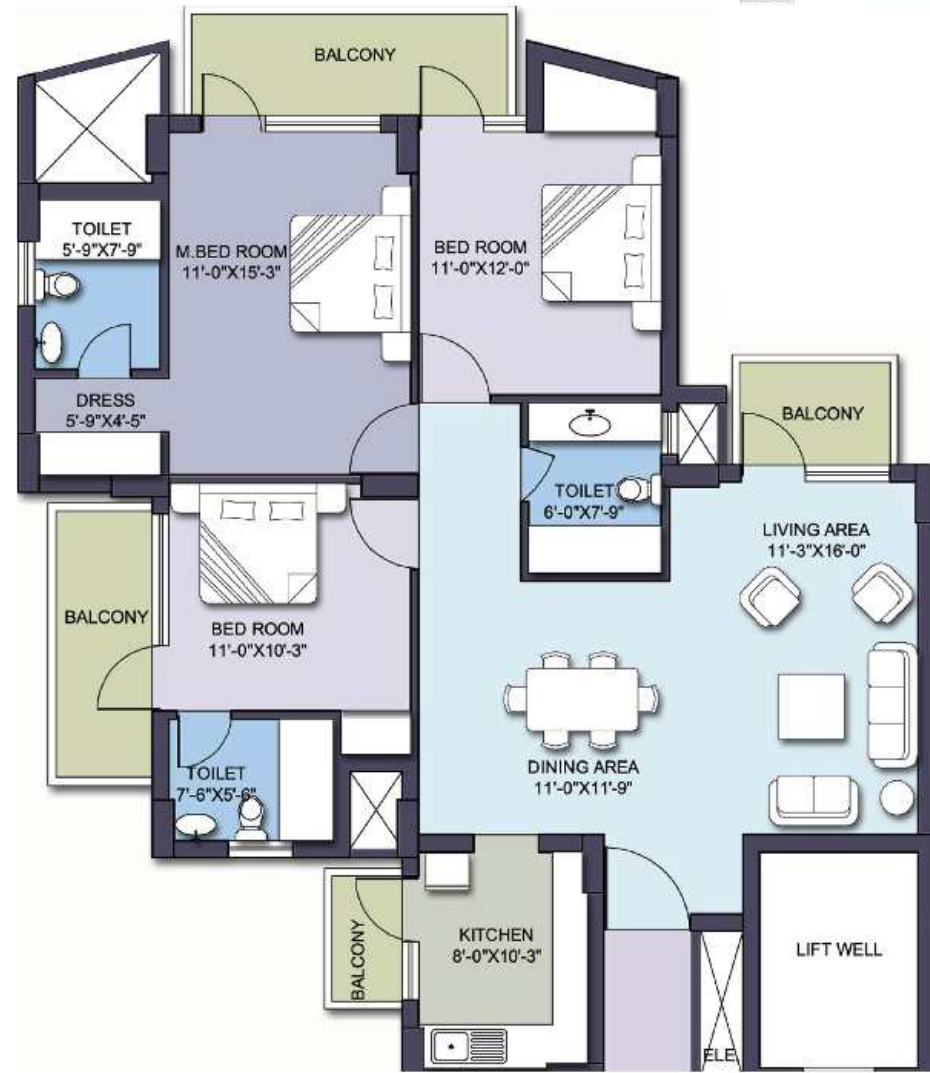 BALCONY
TOILET
5'-9"X7'-9"
M.BED ROOM
11'-0"X15'-3"
BED ROOM
11'-0"X12'-0"
DRESS
5'-9"X4'-5"
BALCONY
TOILET
6'-0"X7'-9"
LIVING AREA
11'-3"X16'-0"
BALCONY
BED ROOM
11'-0"X10'-3"
TOILET
7'-6"X5'-6"
DINING AREA
11'-0"X11'-9"
BALCONY
KITCHEN
8'-0"X10'-3"
LIFT WELL
ELE